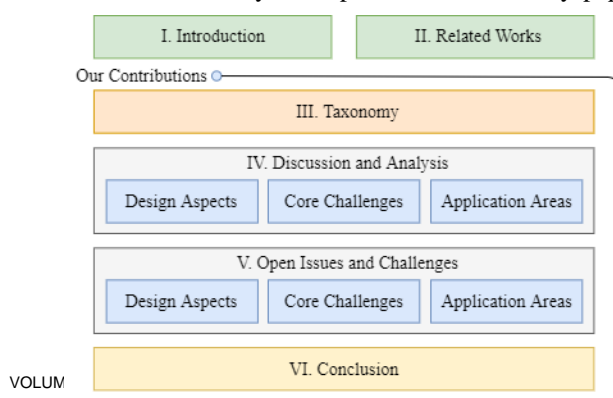 I. Introduction
II. Related Works
Our Contributions
III. Taxonomy
IV. Discussion and Analysis
Design Aspects
Core Challenges
Application Areas
V. Open Issues and Challenges
Design Aspects
Core Challenges
Application Areas
VI. Conclusion
VOLUM